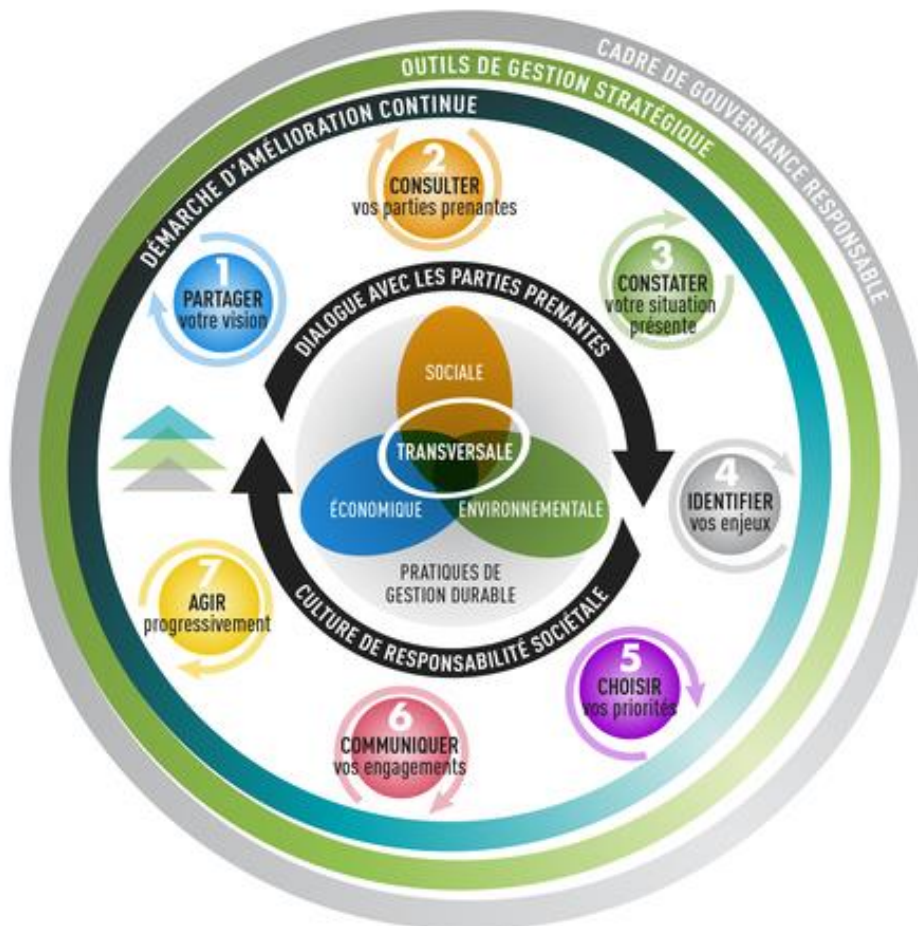 CADRE DE GOUVERNANCE RESPONSABLE
OUTILS DE GESTION STRATÉGIQUE
DÉMARCHE D'AMÉLIORATION CONTINUE
1
PARTAGER
votre vision
2
CONSULTER
vos parties prenantes
3
CONSTATER
votre situation
présente
4
IDENTIFIER
vos enjeux
5
CHOISIR
vos priorités
6
COMMUNIQUER
vos engagements
7
AGIR
progressivement
DIALOGUE AVEC LES PARTIES PRENANTES
SOCIALE
TRANSVERSALE
ÉCONOMIQUE
ENVIRONNEMENTALE
PRATIQUES DE
GESTION DURABLE
CULTURE DE RESPONSABILITÉ SOCIÉTALE